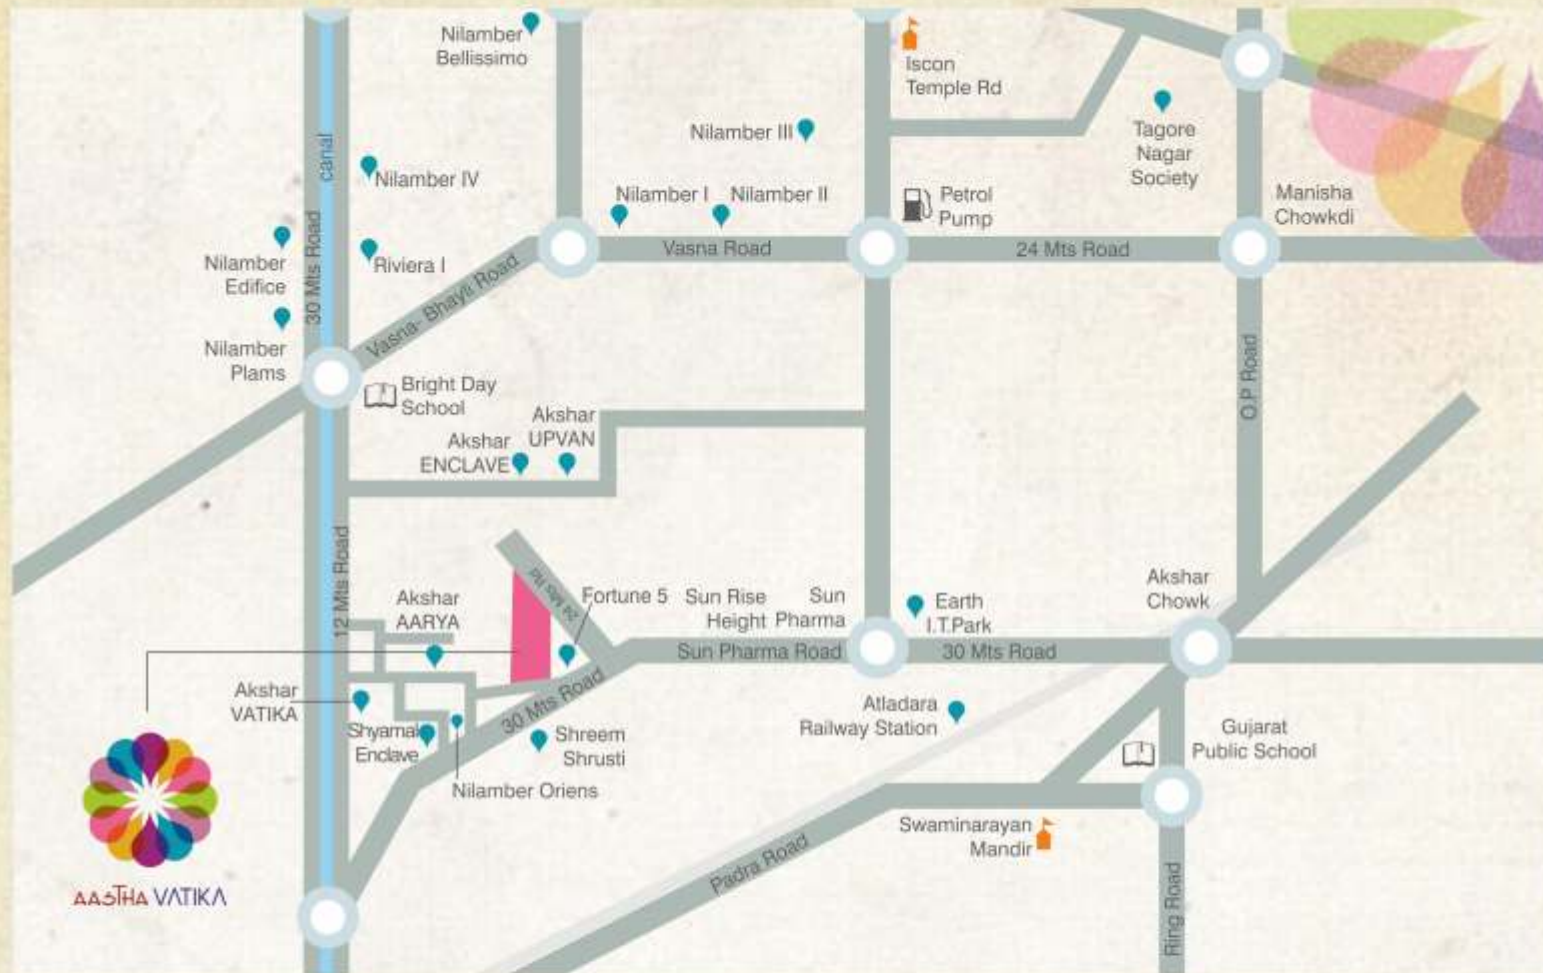 Nilamber
Bellissimo
Iscon
Temple Rd
Nilamber III
Tagore
Nagar
Society
canal
Nilamber IV
Nilamber I
Nilamber II
Petrol
Pump
Manisha
Chowkdi
30 Mts Road
Nilamber
Edifice
Riviera I
Vasna- Bhayli Road
Vasna Road
24 Mts Road
Nilamber
Plams
Bright Day
School
O.P Road
Akshar
UPVAN
Akshar
ENCLAVE
12 Mts Road
24 Mts Rd
Akshar
AARYA
Fortune 5
Sun Rise
Height
Sun
Pharma
Earth
I.T.Park
Akshar
Chowk
Sun Pharma Road
30 Mts Road
Akshar
VATIKA
30 Mts Road
Shyamal
Enclave
Shreem
Shrusti
Nilamber Oriens
Atladara
Railway Station
Gujarat
Public School
Swaminarayan
Mandir
Padra Road
Ring Road
AASTHA VATIKA